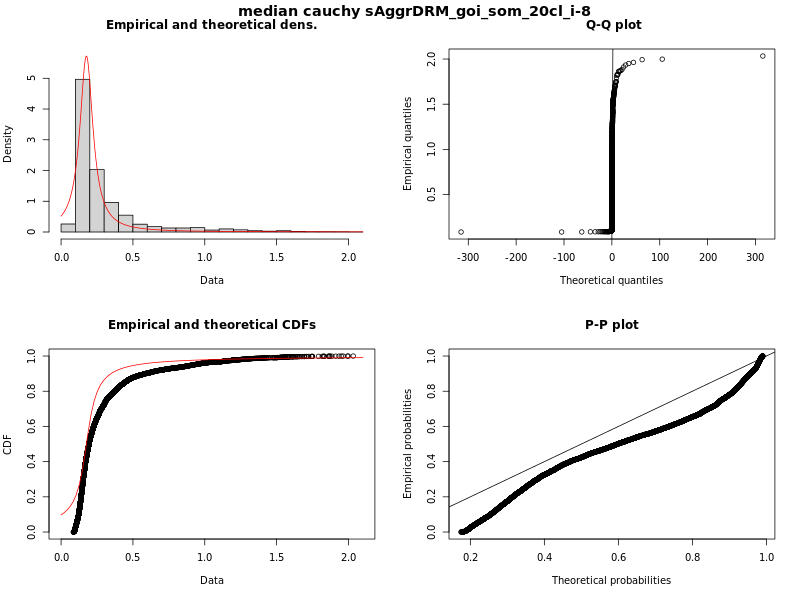 median cauchy sAggrDRM_goi_som_20cl_i-8
Empirical and theoretical dens.
Density
0 1 2 3 4 5
0.0 0.5 1.0 1.5 2.0
Data
Q-Q plot
Empirical quantiles
0.5 1.0 1.5 2.0
-300 -200 -100 0 100 200 300
Theoretical quantiles
Empirical and theoretical CDFs
CDF
0.0 0.2 0.4 0.6 0.8 1.0
0.0 0.5 1.0 1.5 2.0
Data
P-P plot
Empirical probabilities
0.0 0.2 0.4 0.6 0.8 1.0
0.2 0.4 0.6 0.8 1.0
Theoretical probabilities